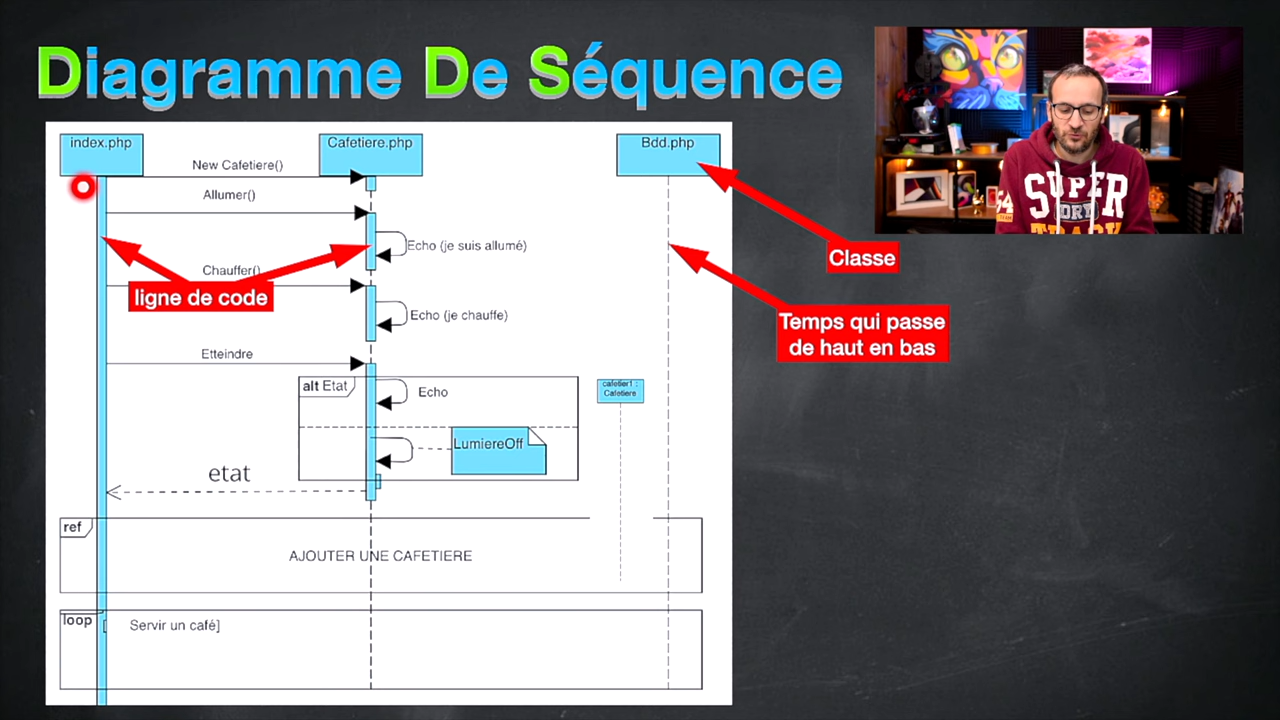 Diagramme De Séquence
index.php
Cafetiere.php
Bdd.php
New Cafetiere()
Allumer()
Echo (je suis allumé)
Classe
Chauffer()
ligne de code
Echo (je chauffe)
Temps qui passe
de haut en bas
Etteindre
alt Etat
Echo
cafetier1 :
Cafetiere
LumiereOff
etat
ref
AJOUTER UNE CAFETIERE
loop
Servir un café]
SUPER
DRY
TRACK